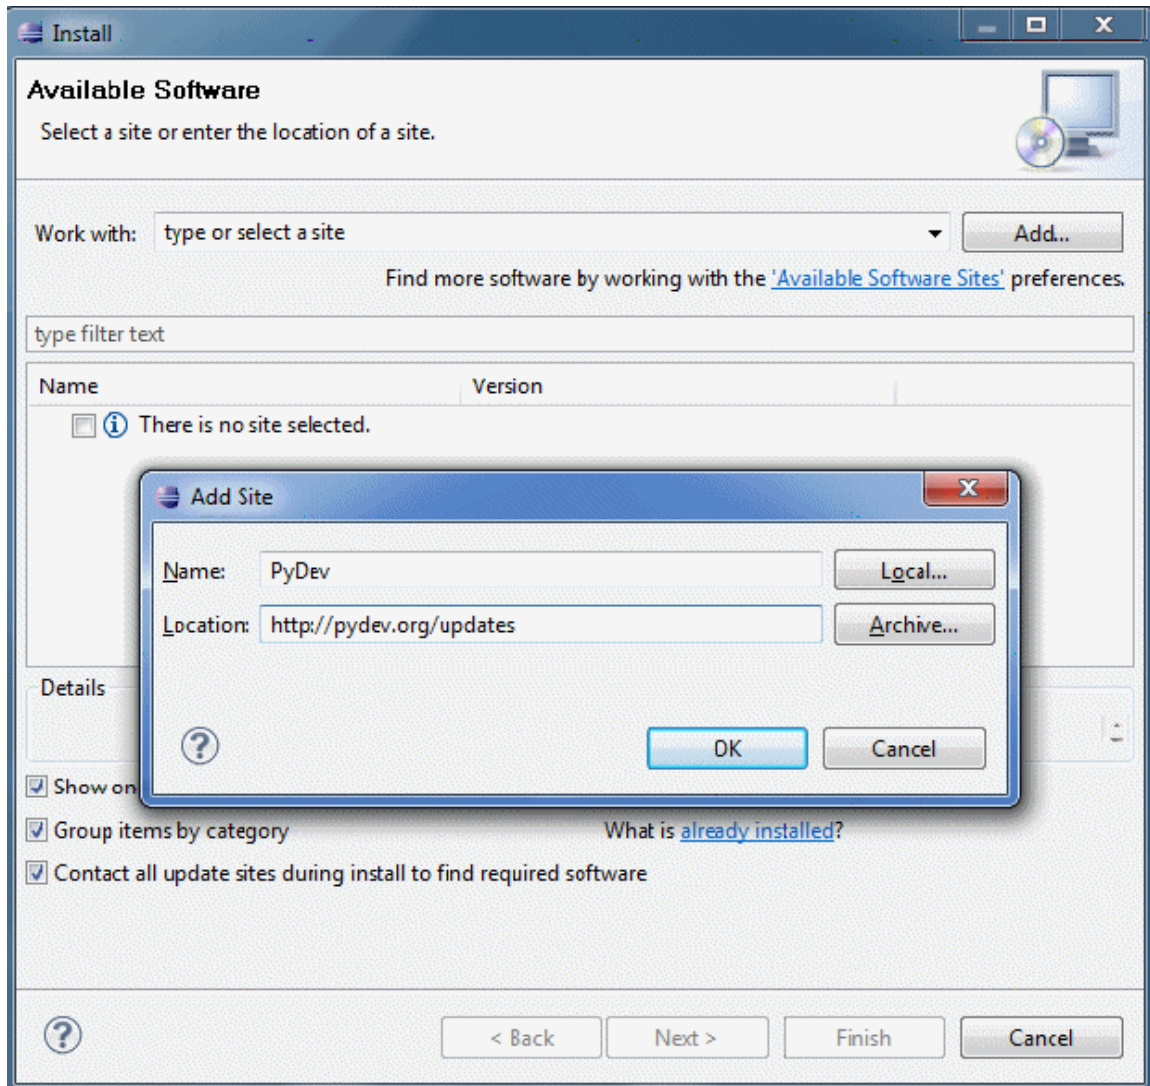 Install
Available Software
Select a site or enter the location of a site.
Work with: type or select a site Add...
Find more software by working with the 'Available Software Sites' preferences.
type filter text
Name Version
There is no site selected.
Add Site
Name: PyDev Local...
Location: http://pydev.org/updates Archive...
Details
OK Cancel
Show on
Group items by category What is already installed?
Contact all update sites during install to find required software
< Back Next > Finish Cancel